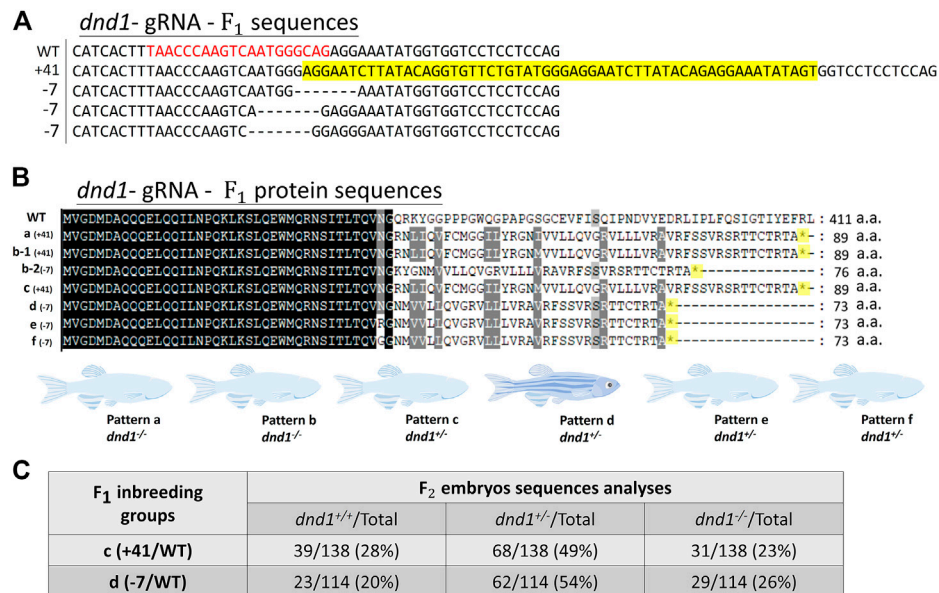 A
dnd1- gRNA - F1 sequences
WT CATCACTTTAACCCAAGTCAATGGGCAGAGGAAATATGGTGGTCCTCCTCCAG
+41 CATCACTTTAACCCAAGTCAATGGGAGGAATCTTATACAGGTGTTCTGTATGGGAGGAATCTTATACAGAGGAAATATAGTGGTCCTCCTCCAG
-7 CATCACTTTAACCCAAGTCAATGG-------AAATATGGTGGTCCTCCTCCAG
-7 CATCACTTTAACCCAAGTCA-------GAGGAAATATGGTGGTCCTCCTCCAG
-7 CATCACTTTAACCCAAGTC-------GGAGGGAATATGGTGGTCCTCCTCCAG
B
dnd1- gRNA - F1 protein sequences
WT MVGDMDAQQQELQQILNPQKLKSLQEWMQRNSITLTQVNGQRKYGGPPPGWQGPAPGSGCEVFISQIPNDVYEDRLIPLFQSIGTIYEFRL : 411 a.a.
a (+41) MVGDMDAQQQELQQILNPQKLKSLQEWMQRNSITLTQVNGRNLIQVFCMGGLLYRGNIVVLLQVGRVLLLVRAVRFSSVRSRTTCTRTA*- : 89 a.a.
b-1 (+41) MVGDMDAQQQELQQILNPQKLKSLQEWMQRNSITLTQVNGRNLIQVFCMGGLLYRGNMVVLLQVGRVLLLVRAVRFSSVRSRTTCTRTA*- : 89 a.a.
b-2(-7) MVGDMDAQQQELQQILNPQKLKSLQEWMQRNSITLTQVNGKYGNMVVLLQVGRVLLLVRAVRFSSVRSRTTCTRTA*-------------- : 76 a.a.
c (+41) MVGDMDAQQQELQQILNPQKLKSLQEWMQRNSITLTQVNGRNLIQVFCMGGLLYRGNMVVLLQVGRVLLLVRAVRFSSVRSRTTCTRTA*- : 89 a.a.
d (-7) MVGDMDAQQQELQQILNPQKLKSLQEWMQRNSITLTQVNGNMVVLLQVGRVLLLVRAVRFSSVRSRTTCTRTA*----------------- : 73 a.a.
e (-7) MVGDMDAQQQELQQILNPQKLKSLQEWMQRNSITLTQVRGNMVVLLQVGRVLLLVRAVRFSSVRSRTTCTRTA*----------------- : 73 a.a.
f (-7) MVGDMDAQQQELQQILNPQKLKSLQEWMQRNSITLTQVGGNMVVLLQVGRVLLLVRAVRFSSVRSRTTCTRTA*----------------- : 73 a.a.
Pattern a Pattern b Pattern c Pattern d Pattern e Pattern f
dnd1-/- dnd1-/- dnd1+/- dnd1+/- dnd1+/- dnd1+/-
C
F1 inbreeding groups F2 embryos sequences analyses
dnd1+/+/Total dnd1+/-/Total dnd1-/-/Total
c (+41/WT) 39/138 (28%) 68/138 (49%) 31/138 (23%)
d (-7/WT) 23/114 (20%) 62/114 (54%) 29/114 (26%)